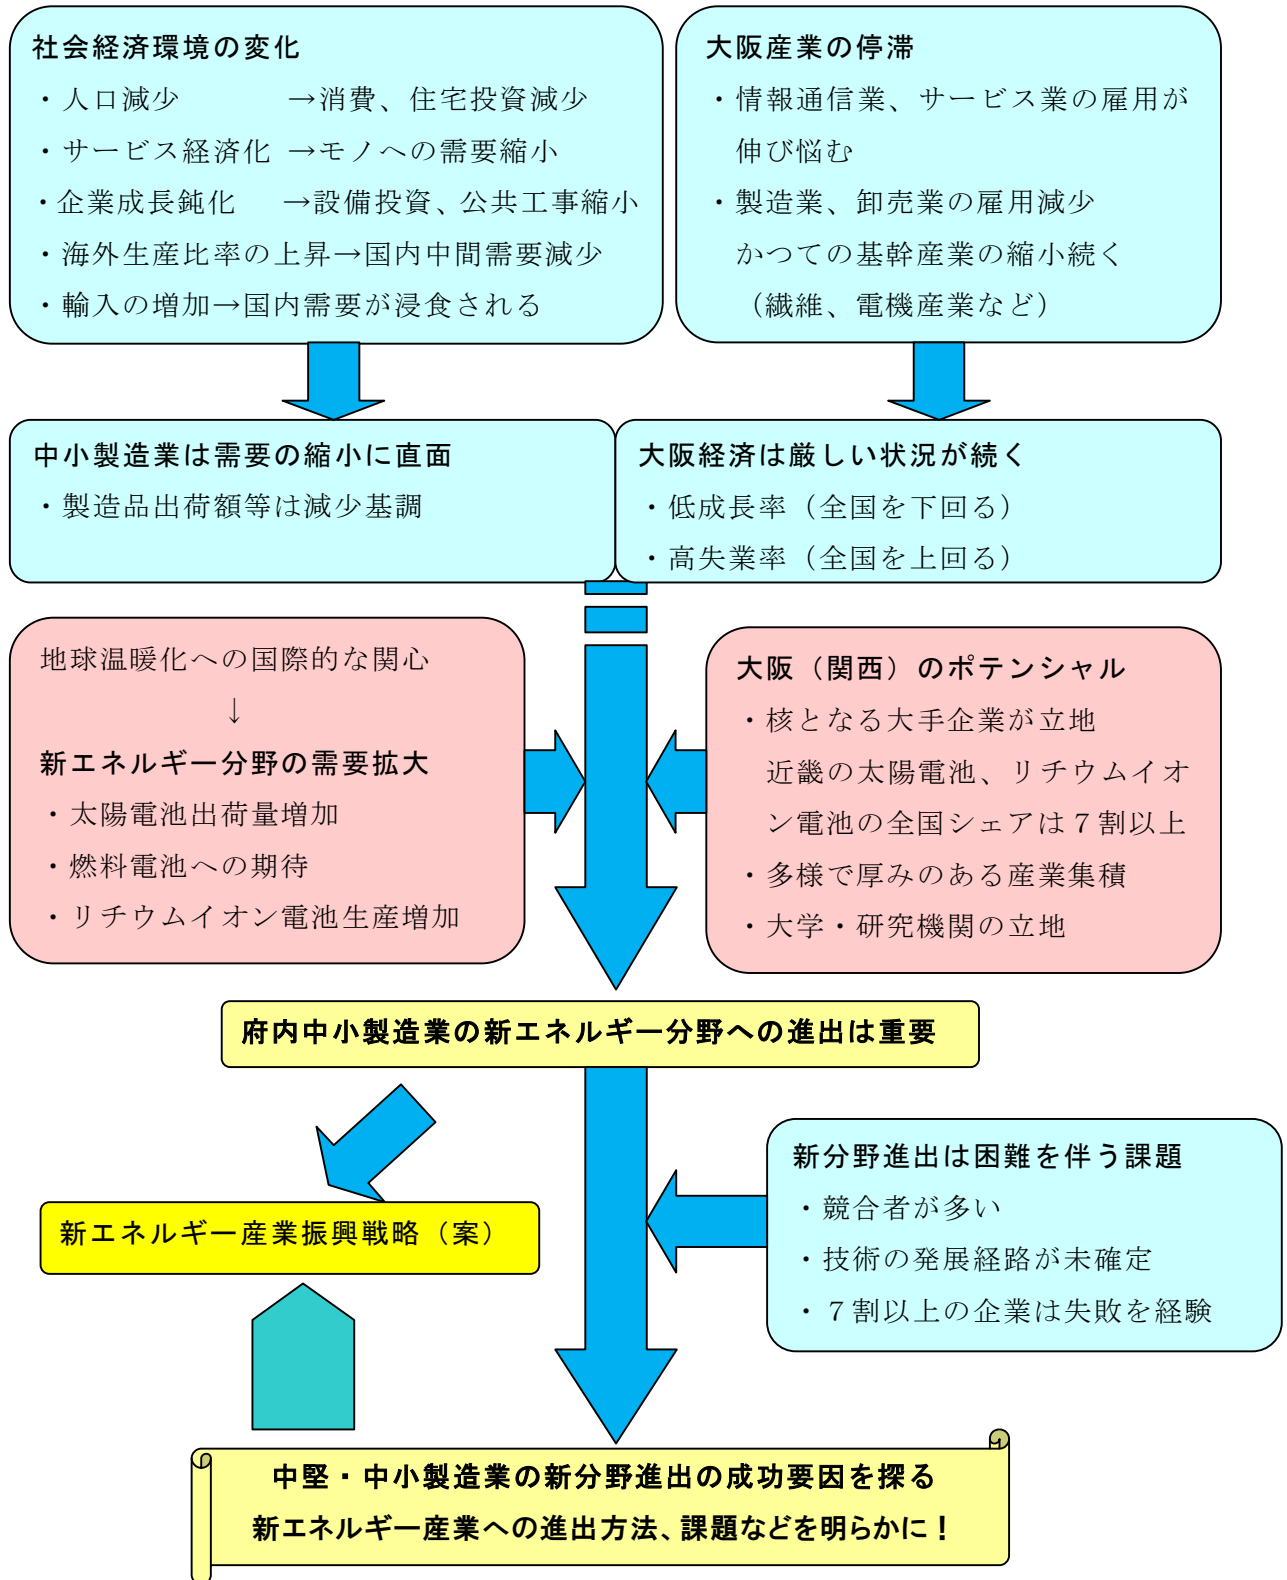 社会経済環境の変化
・人口減少　　　→消費、住宅投資減少
・サービス経済化 →モノへの需要縮小
・企業成長鈍化　 →設備投資、公共工事縮小
・海外生産比率の上昇→国内中間需要減少
・輸入の増加→国内需要が浸食される
大阪産業の停滞
・情報通信業、サービス業の雇用が
伸び悩む
・製造業、卸売業の雇用減少
かつての基幹産業の縮小続く
（繊維、電機産業など）
中小製造業は需要の縮小に直面
・製造品出荷額等は減少基調
大阪経済は厳しい状況が続く
・低成長率（全国を下回る）
・高失業率（全国を上回る）
地球温暖化への国際的な関心
↓
新エネルギー分野の需要拡大
・太陽電池出荷量増加
・燃料電池への期待
・リチウムイオン電池生産増加
大阪（関西）のポテンシャル
・核となる大手企業が立地
近畿の太陽電池、リチウムイオ
ン電池の全国シェアは７割以上
・多様で厚みのある産業集積
・大学・研究機関の立地
府内中小製造業の新エネルギー分野への進出は重要
新分野進出は困難を伴う課題
・競合者が多い
・技術の発展経路が未確定
・７割以上の企業は失敗を経験
新エネルギー産業振興戦略（案）
中堅・中小製造業の新分野進出の成功要因を探る
新エネルギー産業への進出方法、課題などを明らかに！